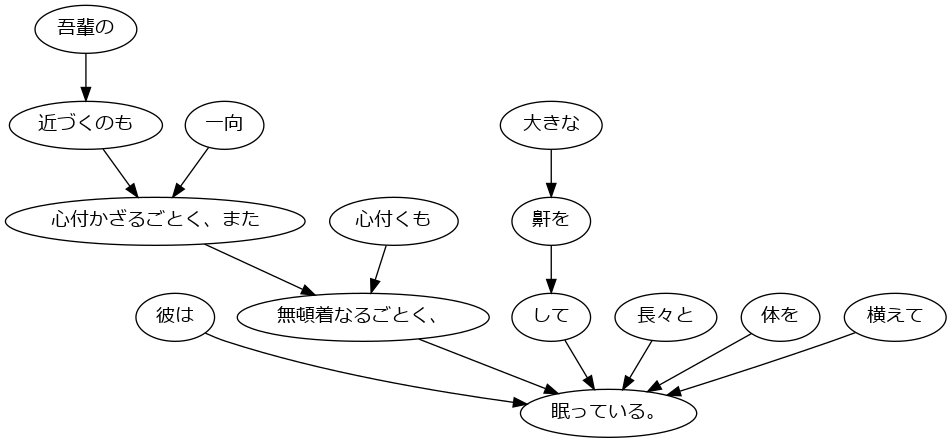 吾輩の
近づくのも
一向
大きな
心付かざるごとく、また
心付くも
鼾を
彼は
無頓着なるごとく、
して
長々と
体を
横えて
眠っている。